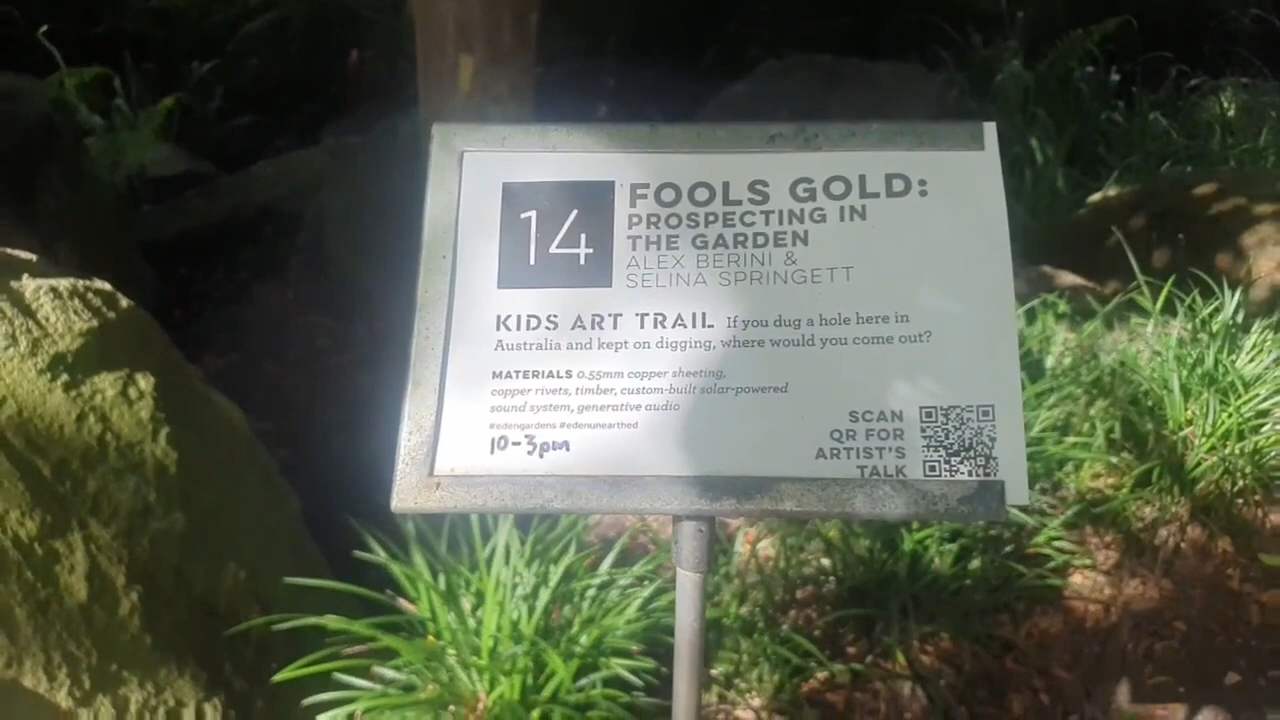 14
FOOLS GOLD:
PROSPECTING IN
THE GARDEN
ALEX BERINI &
SELINA SPRINGETT
KIDS ART TRAIL If you dug a hole here in
Australia and kept on digging, where would you come out?
MATERIALS 0.55mm copper sheeting,
copper rivets, timber, custom-built solar-powered
sound system, generative audio
#edengardens #edenunearthed
10-3pm
SCAN
QR FOR
ARTIST'S
TALK